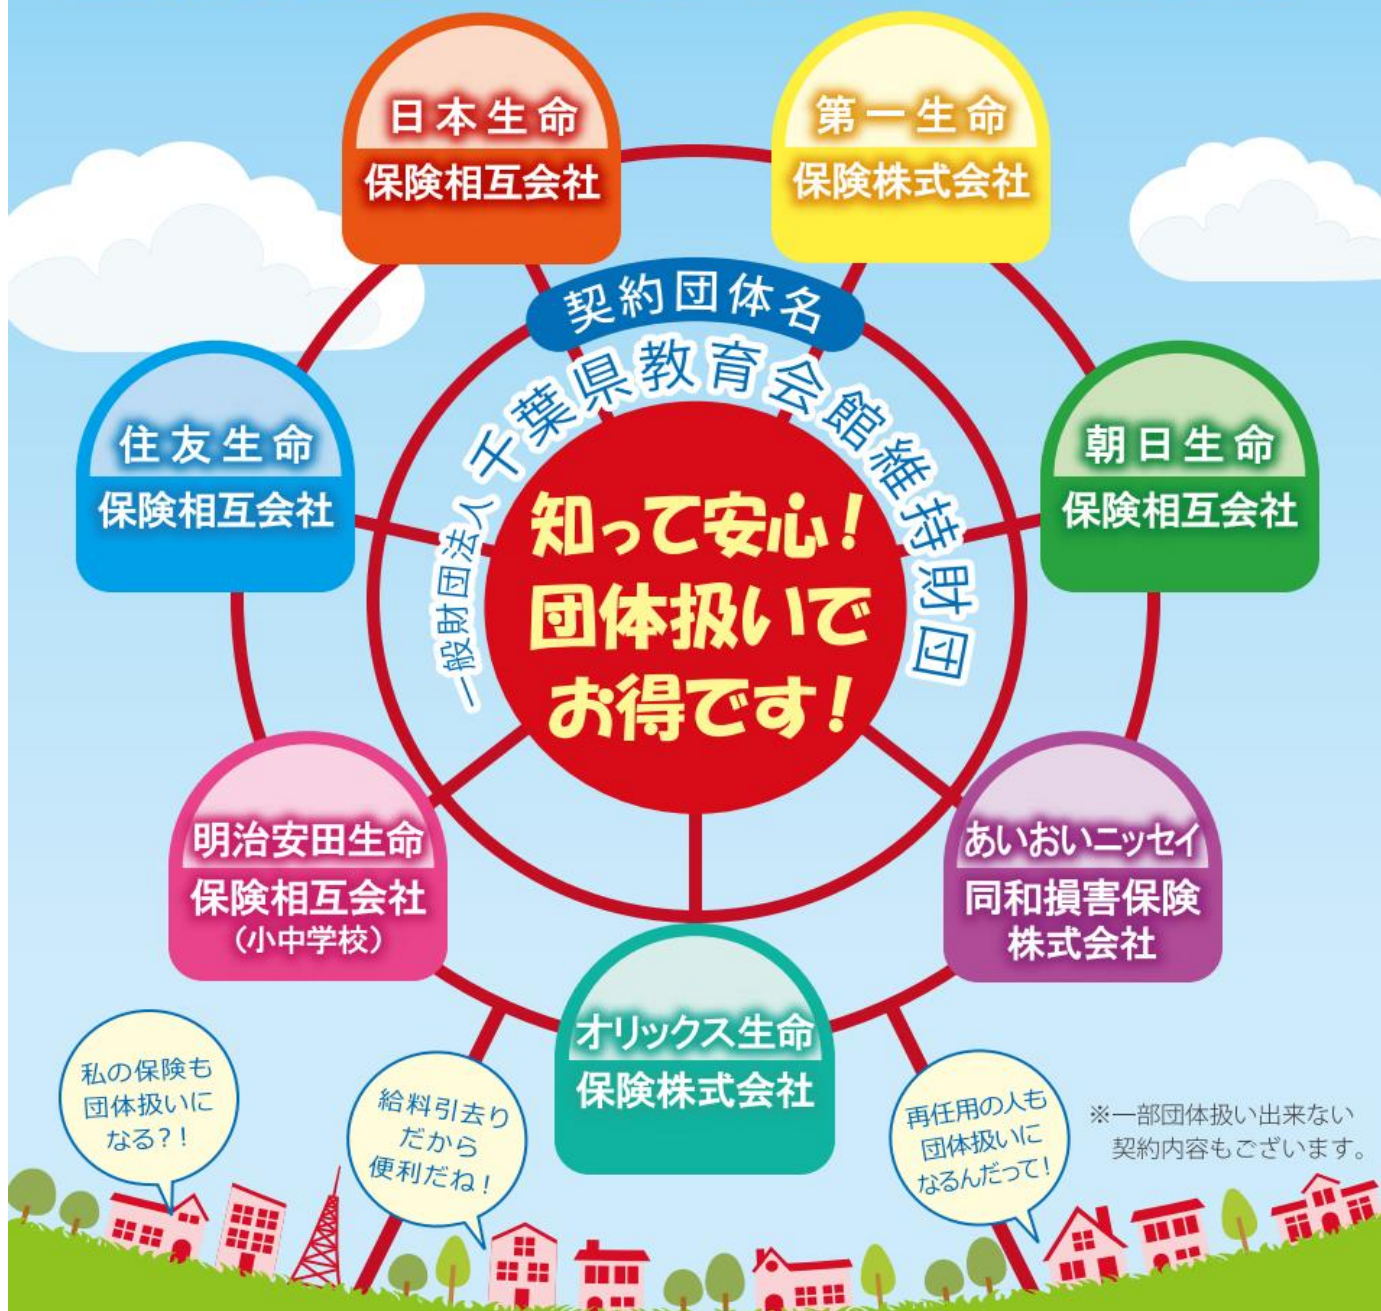 日本生命
保険相互会社
第一生命
保険株式会社
契約団体名
一般財団法人 千葉県教育会館維持財団
住友生命
保険相互会社
朝日生命
保険相互会社
知って安心！
団体扱いで
お得です！
明治安田生命
保険相互会社
（小中学校）
あいおいニッセイ
同和損害保険
株式会社
オリックス生命
保険株式会社
私の保険も
団体扱いに
なる？！
給料引去り
だから
便利だね！
再任用の人も
団体扱いに
なるんだって！
※一部団体扱い出来ない
契約内容もございます。